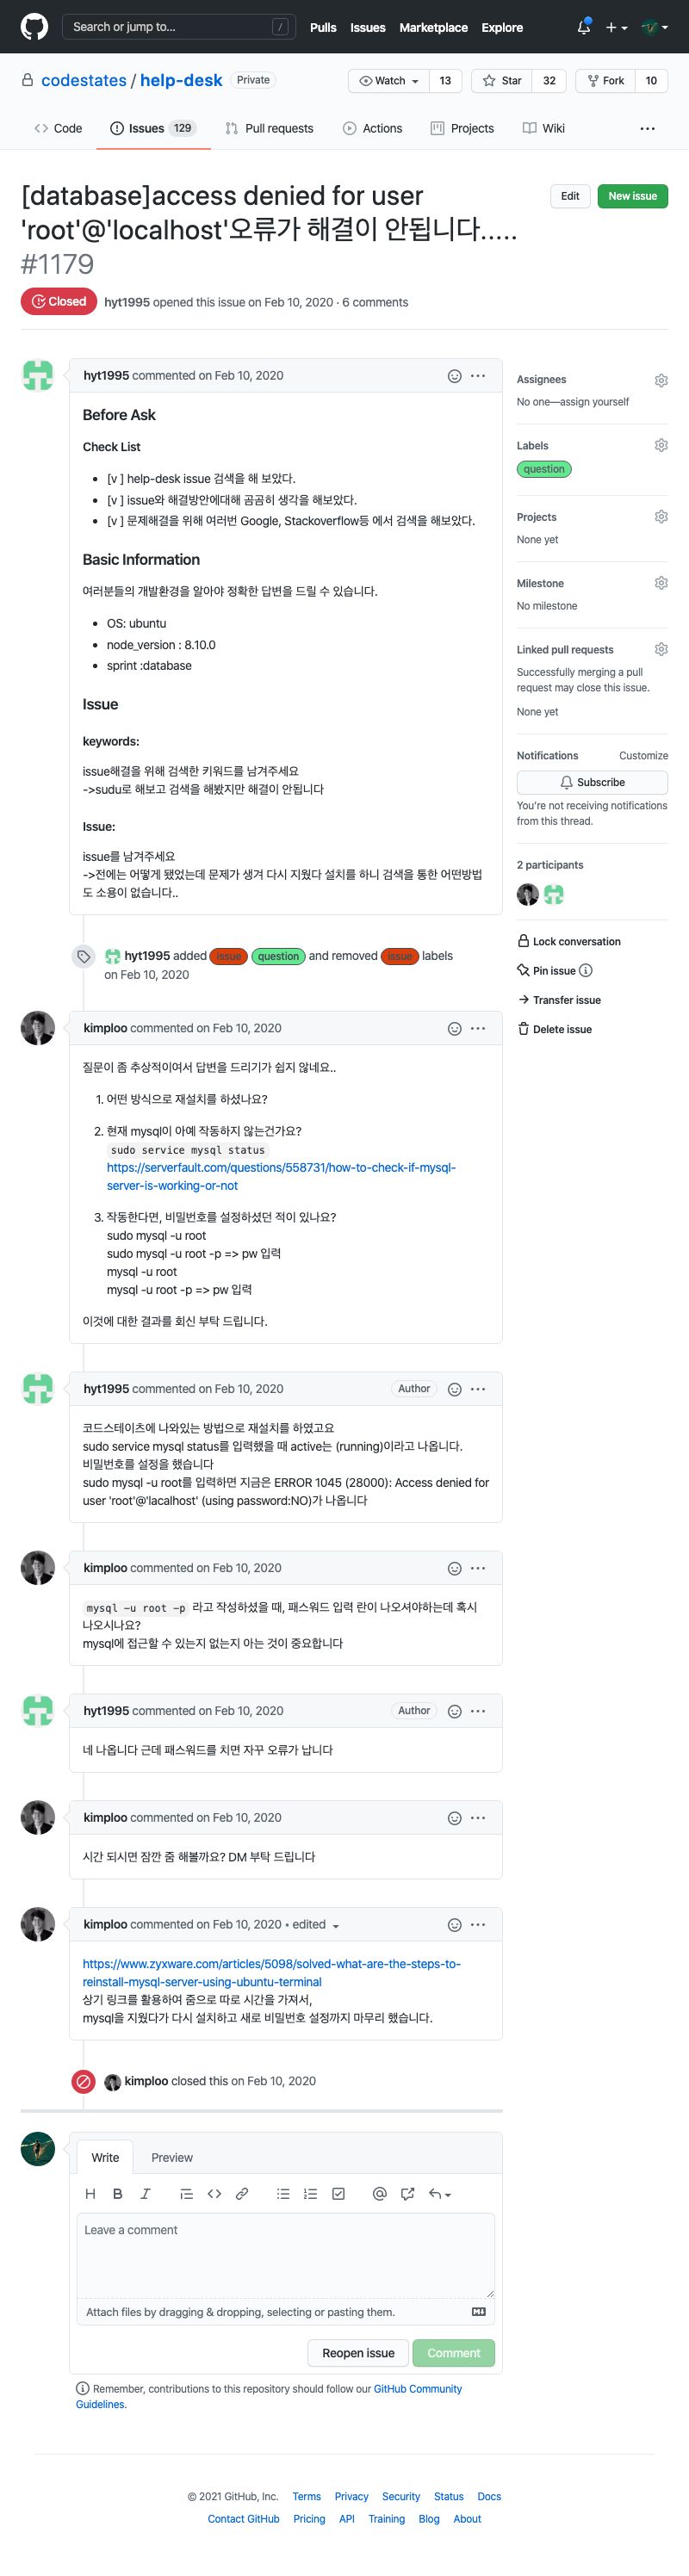 Search or jump to...
/
Pulls
Issues
Marketplace
Explore
codestates / help-desk
Private
Watch
13
Star
32
Fork
10
Code
Issues 129
Pull requests
Actions
Projects
Wiki
[database]access denied for user
'root'@'localhost'오류가 해결이 안됩니다.....
#1179
Edit
New issue
Closed
hyt1995 opened this issue on Feb 10, 2020 · 6 comments
hyt1995 commented on Feb 10, 2020
Before Ask
Check List
• [v ] help-desk issue 검색을 해 보았다.
• [v ] issue와 해결방안에대해 곰곰히 생각을 해보았다.
• [v ] 문제해결을 위해 여러번 Google, Stackoverflow등 에서 검색을 해보았다.
Basic Information
여러분들의 개발환경을 알아야 정확한 답변을 드릴 수 있습니다.
• OS: ubuntu
• node_version : 8.10.0
• sprint :database
Issue
keywords:
issue해결을 위해 검색한 키워드를 남겨주세요
->sudu로 해보고 검색을 해봤지만 해결이 안됩니다
Issue:
issue를 남겨주세요
->전에는 어떻게 됐었는데 문제가 생겨 다시 지웠다 설치를 하니 검색을 통한 어떤방법
도 소용이 없습니다..
Assignees
No one—assign yourself
Labels
question
Projects
None yet
Milestone
No milestone
Linked pull requests
Successfully merging a pull
request may close this issue.
None yet
Notifications
Customize
Subscribe
You're not receiving notifications
from this thread.
2 participants
Lock conversation
Pin issue
Transfer issue
Delete issue
hyt1995 added issue question and removed issue labels
on Feb 10, 2020
kimploo commented on Feb 10, 2020
질문이 좀 추상적이여서 답변을 드리기가 쉽지 않네요..
1. 어떤 방식으로 재설치를 하셨나요?
2. 현재 mysql이 아예 작동하지 않는건가요?
sudo service mysql status
https://serverfault.com/questions/558731/how-to-check-if-mysql-
server-is-working-or-not
3. 작동한다면, 비밀번호를 설정하셨던 적이 있나요?
sudo mysql -u root
sudo mysql -u root -p => pw 입력
mysql -u root
mysql -u root -p => pw 입력
이것에 대한 결과를 회신 부탁 드립니다.
hyt1995 commented on Feb 10, 2020
Author
코드스테이츠에 나와있는 방법으로 재설치를 하였고요
sudo service mysql status를 입력했을 때 active는 (running)이라고 나옵니다.
비밀번호를 설정을 했습니다
sudo mysql -u root를 입력하면 지금은 ERROR 1045 (28000): Access denied for
user 'root'@'lacalhost' (using password:NO)가 나옵니다
kimploo commented on Feb 10, 2020
mysql -u root -p 라고 작성하셨을 때, 패스워드 입력 란이 나오셔야하는데 혹시
나오시나요?
mysql에 접근할 수 있는지 없는지 아는 것이 중요합니다
hyt1995 commented on Feb 10, 2020
Author
네 나옵니다 근데 패스워드를 치면 자꾸 오류가 납니다
kimploo commented on Feb 10, 2020
시간 되시면 잠깐 줌 해볼까요? DM 부탁 드립니다
kimploo commented on Feb 10, 2020 • edited
https://www.zyxware.com/articles/5098/solved-what-are-the-steps-to-
reinstall-mysql-server-using-ubuntu-terminal
상기 링크를 활용하여 줌으로 따로 시간을 가져서,
mysql을 지웠다가 다시 설치하고 새로 비밀번호 설정까지 마무리 했습니다.
kimploo closed this on Feb 10, 2020
Write
Preview
Leave a comment
Attach files by dragging & dropping, selecting or pasting them.
Reopen issue
Comment
Remember, contributions to this repository should follow our GitHub Community
Guidelines.
© 2021 GitHub, Inc.
Terms
Privacy
Security
Status
Docs
Contact GitHub
Pricing
API
Training
Blog
About